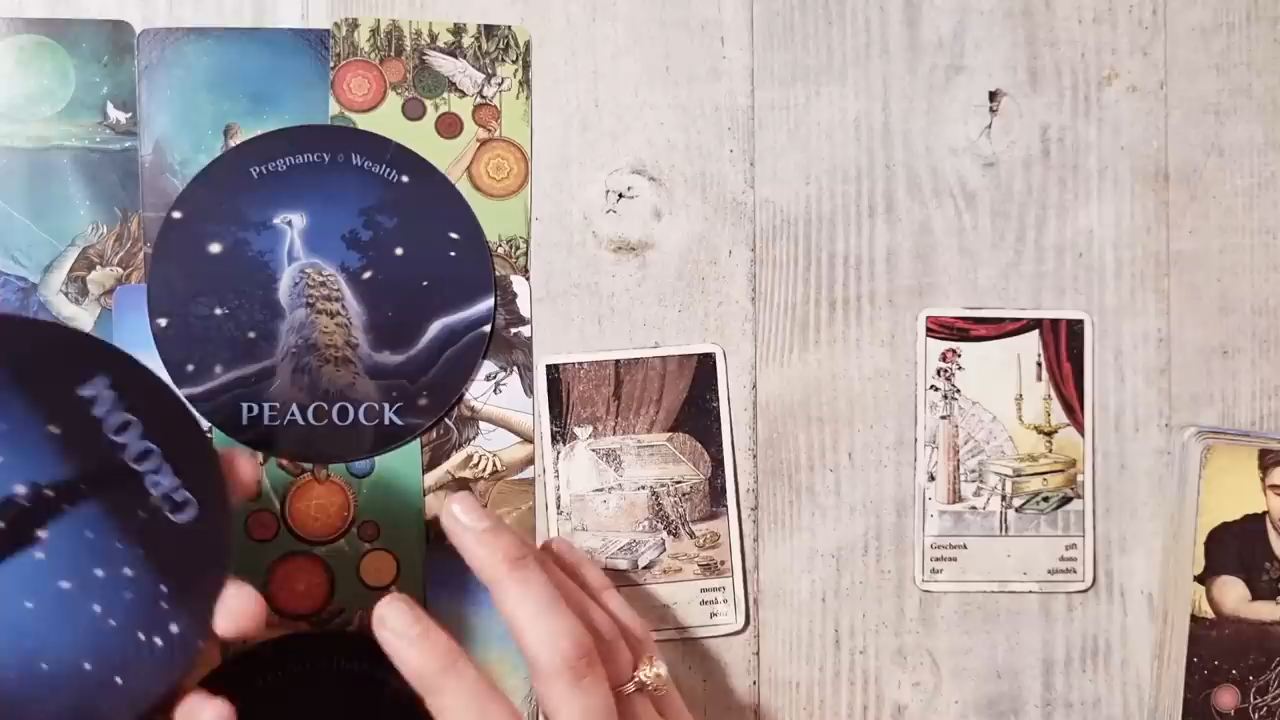 Pregnancy ◊ Wealth
PEACOCK
GROOM
money
Geschenk gift
cadeau dono
dar ajándék